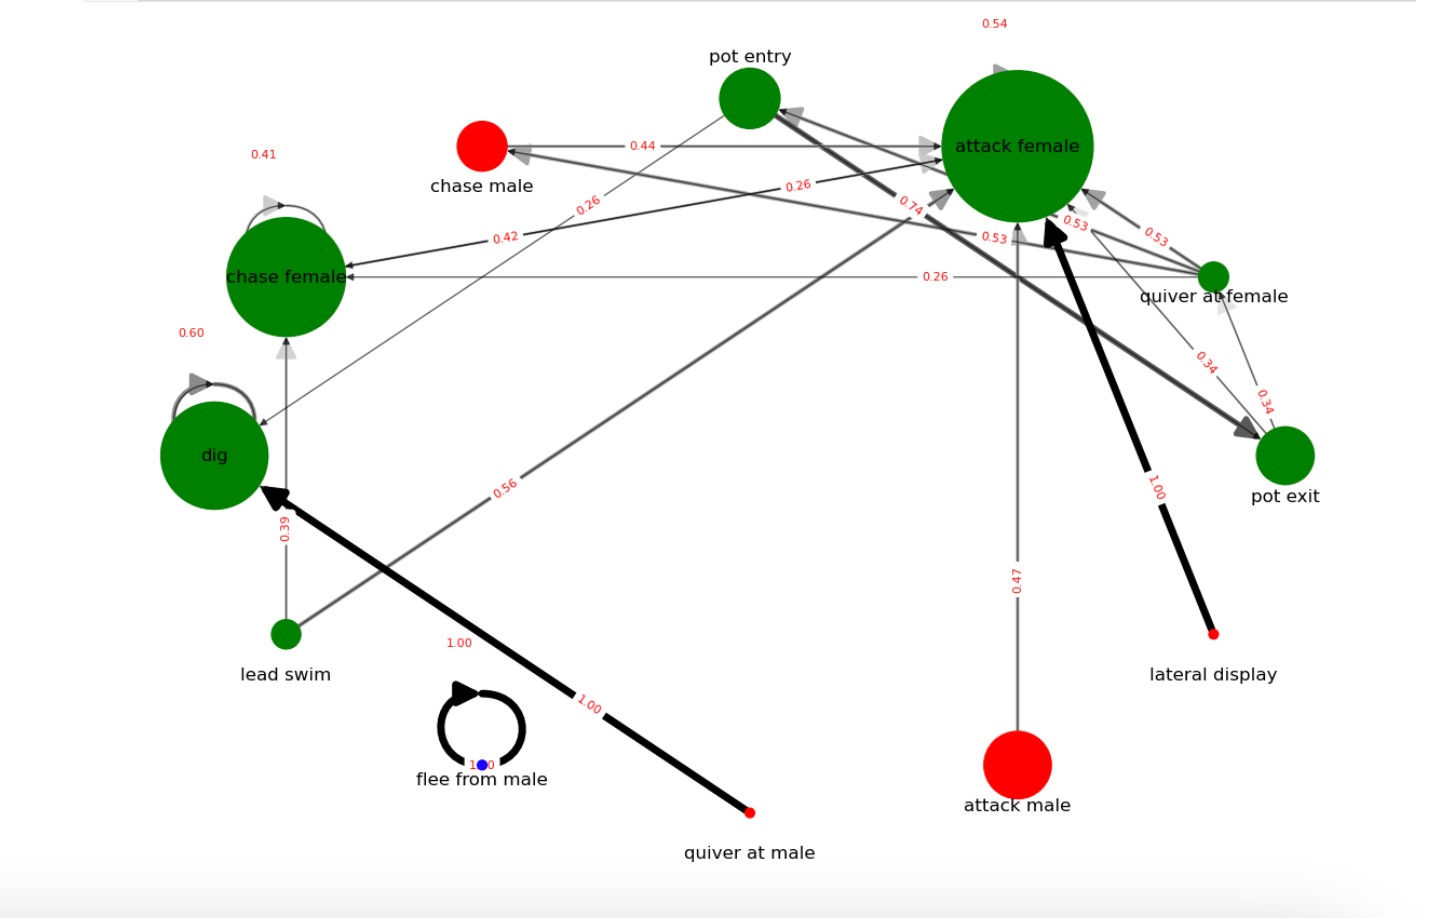 0.54
pot entry
attack female
0.44
0.41
chase male
0.26
0.26
0.74
0.53
0.42
0.53
0.53
chase female
0.26
quiver at female
0.60
0.34
0.34
dig
0.56
pot exit
1.00
0.39
0.47
1.00
lead swim
lateral display
1.00
1.00
flee from male
attack male
quiver at male